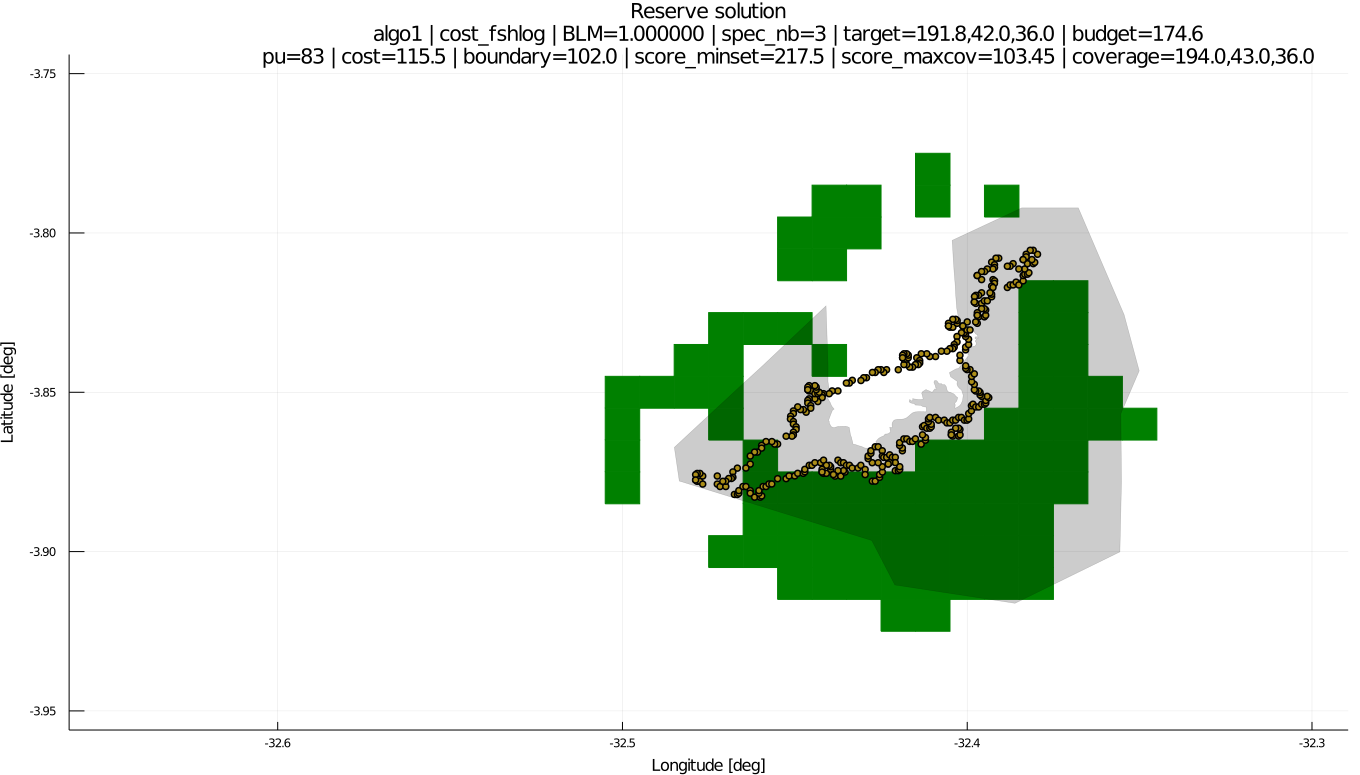 Reserve solution
algo1 | cost_fshlog | BLM=1.000000 | spec_nb=3 | target=191.8,42.0,36.0 | budget=174.6
pu=83 | cost=115.5 | boundary=102.0 | score_minset=217.5 | score_maxcov=103.45 | coverage=194.0,43.0,36.0
-3.75
-3.80
-3.85
-3.90
-3.95
Latitude [deg]
-32.6
-32.5
-32.4
-32.3
Longitude [deg]